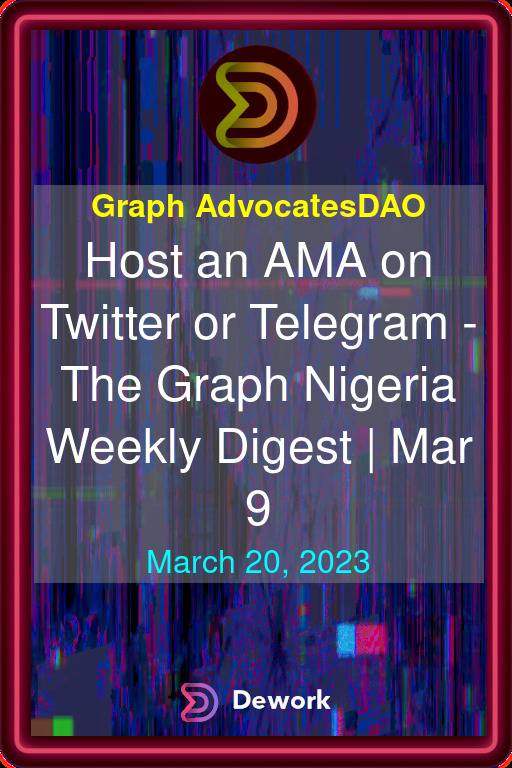 Graph AdvocatesDAO
Host an AMA on
Twitter or Telegram -
The Graph Nigeria
Weekly Digest | Mar
9
March 20, 2023
Dework